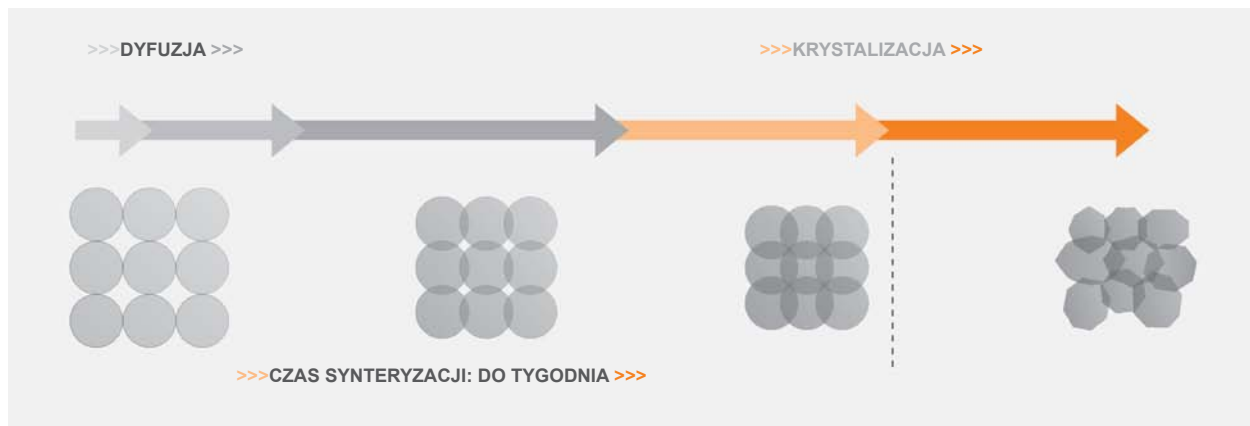 >>>DYFUZJA >>>
>>>KRYSTALIZACJA >>>
>>>CZAS SYNTERYZACJI: DO TYGODNIA >>>